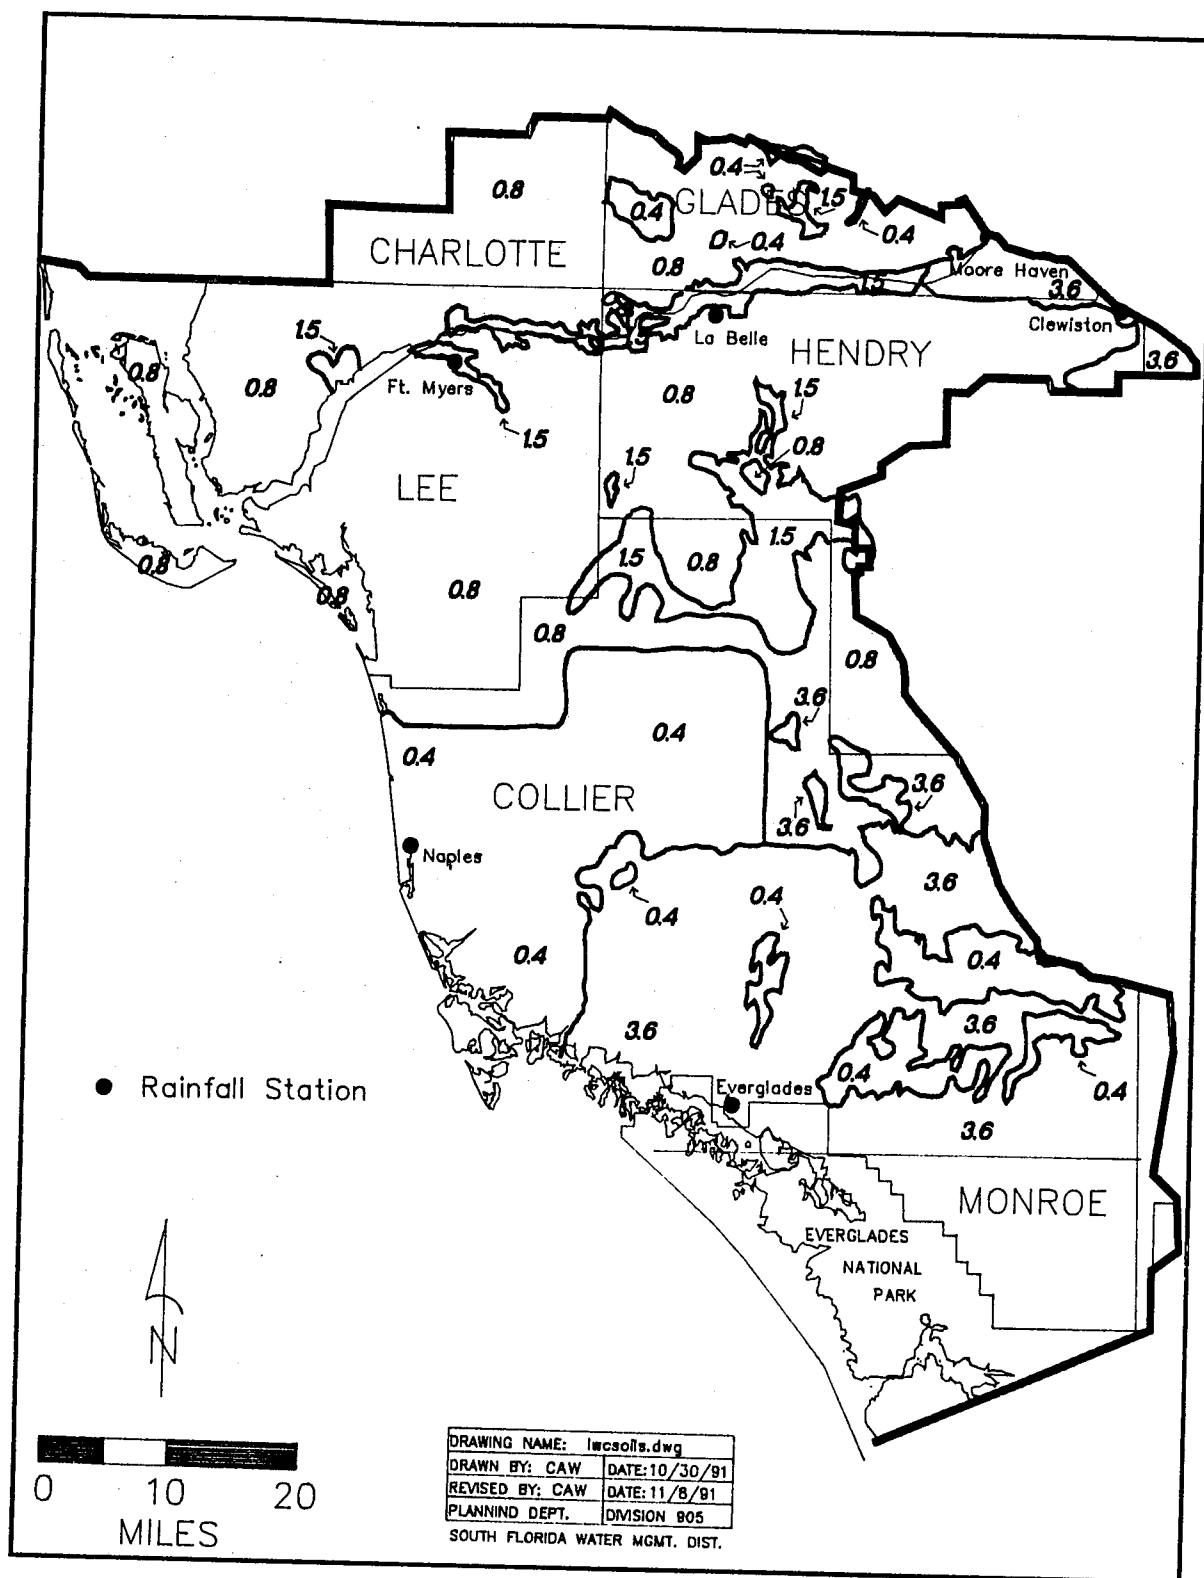 0.8
0.4
GLADES
1.5
0.4
0.4
0.4
CHARLOTTE
0.8
Moore Haven
3.6
1.5
Clewiston
La Belle
HENDRY
3.6
1.5
0.8
0.8
Ft. Myers
0.8
1.5
1.5
0.8
1.5
LEE
1.5
1.5
0.8
0.8
0.8
0.8
0.8
0.8
3.6
0.4
0.4
COLLIER
3.6
3.6
Naples
3.6
0.4
0.4
0.4
0.4
3.6
3.6
0.4
0.4
Rainfall Station
Everglades
3.6
MONROE
EVERGLADES
NATIONAL
PARK
N
0 10 20
MILES
DRAWING NAME: lwcsoils.dwg
DRAWN BY: CAW DATE: 10/30/91
REVISED BY: CAW DATE: 11/8/91
PLANNIND DEPT. DIVISION 905
SOUTH FLORIDA WATER MGMT. DIST.